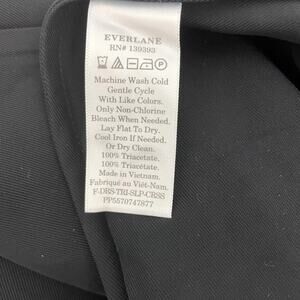 EVERLANE
RN# 139393
Machine Wash Cold
Gentle Cycle
With Like Colors.
Only Non-Chlorine
Bleach When Needed.
Lay Flat To Dry.
Cool Iron If Needed.
Or Dry Clean.
100% Triacetate.
100% Triacétate.
Made in Vietnam.
Fabriqué au Viêt-Nam.
F-DRS-TRI-SLP-CRSS
PP5570747877